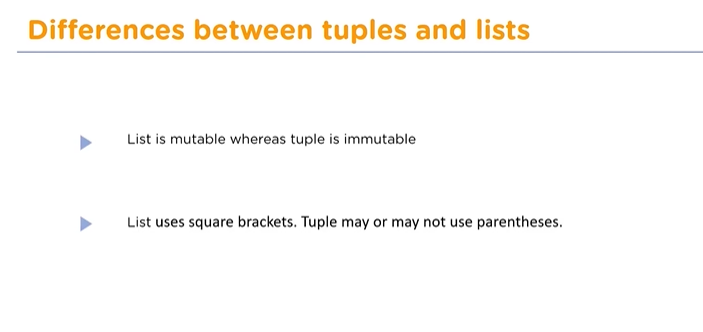 Differences between tuples and lists
List is mutable whereas tuple is immutable
List uses square brackets. Tuple may or may not use parentheses.